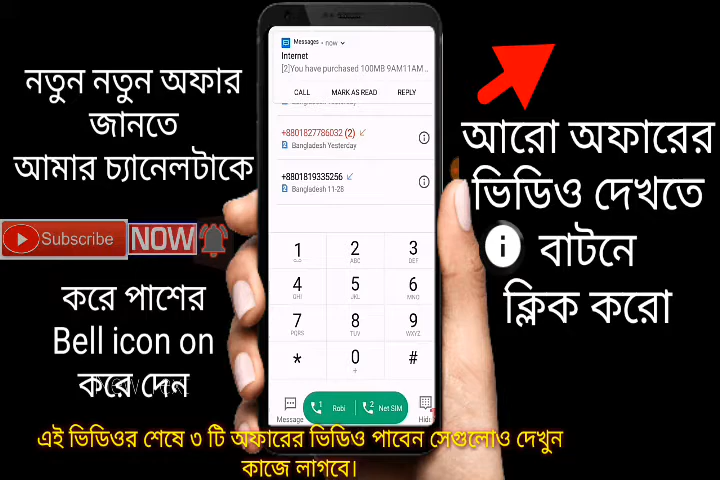 নতুন নতুন অফার
জানতে
আমার চ্যানেলটাকে
Subscribe NOW
করে পাশের
Bell icon on
করে দেন
Messages • now
Internet
[2]You have purchased 100MB 9AM11AM ..
CALL MARK AS READ REPLY
Bangladesh Yesterday
+8801827786032 (2)
Bangladesh Yesterday
+8801819335256
Bangladesh 11-28
1 2 ABC 3 DEF
4 GHI 5 JKL 6 MNO
7 PQRS 8 TUV 9 WXYZ
* 0 + #
Message 1 Robi 2 Net SIM Hide
আরো অফারের
ভিডিও দেখতে
i বাটনে
ক্লিক করো
এই ভিডিওর শেষে ৩ টি অফারের ভিডিও পাবেন সেগুলোও দেখুন
কাজে লাগবে।